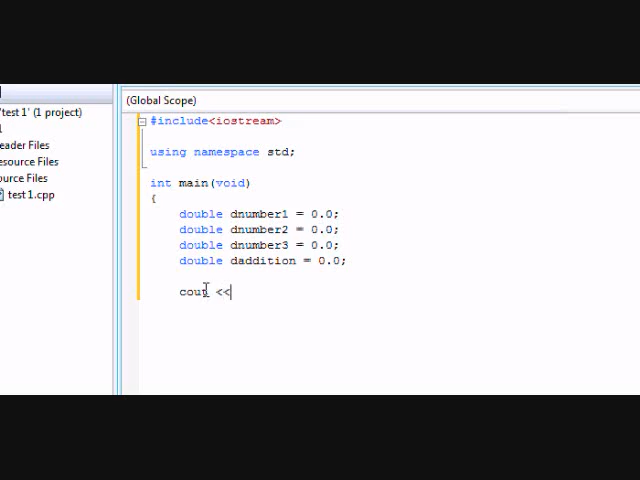 (Global Scope)
'test 1' (1 project)
eader Files
esource Files
ource Files
test 1.cpp
#include<iostream>
using namespace std;
int main(void)
{
double dnumber1 = 0.0;
double dnumber2 = 0.0;
double dnumber3 = 0.0;
double daddition = 0.0;
cout <<